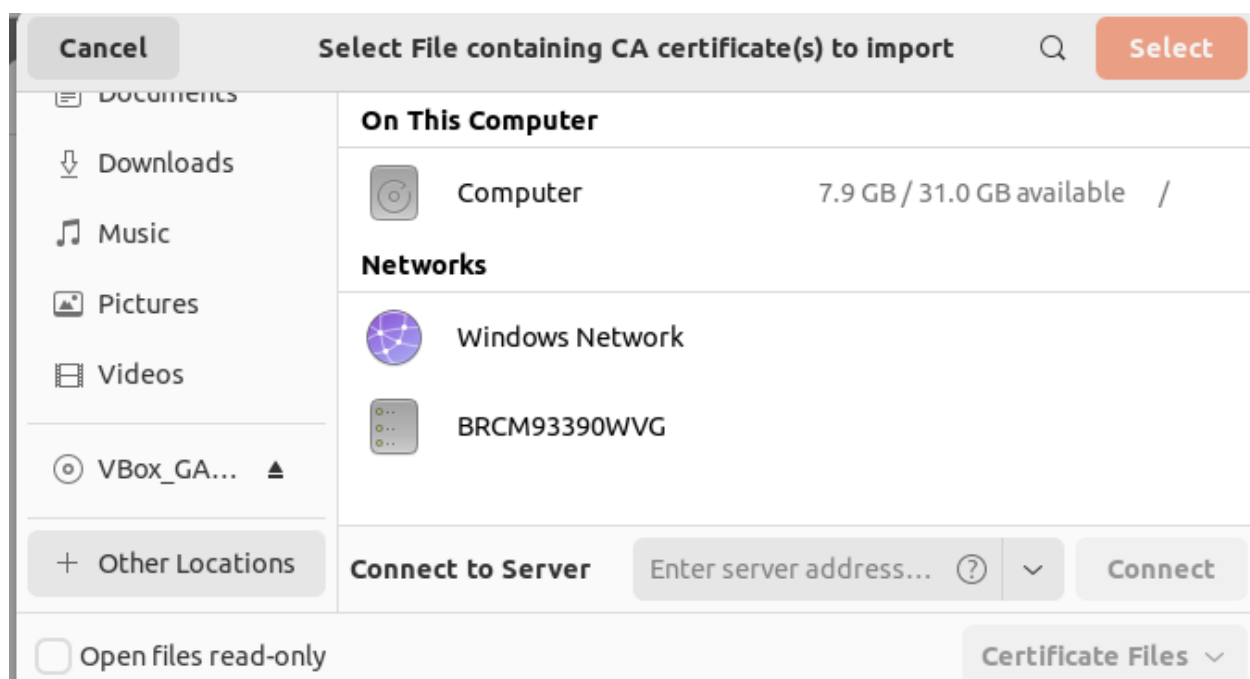 Cancel
Select File containing CA certificate(s) to import
Select
Documents
Downloads
Music
Pictures
Videos
VBox_GA...
Other Locations
On This Computer
Computer 7.9 GB / 31.0 GB available /
Networks
Windows Network
BRCM93390WVG
Connect to Server
Enter server address...
Connect
Open files read-only
Certificate Files